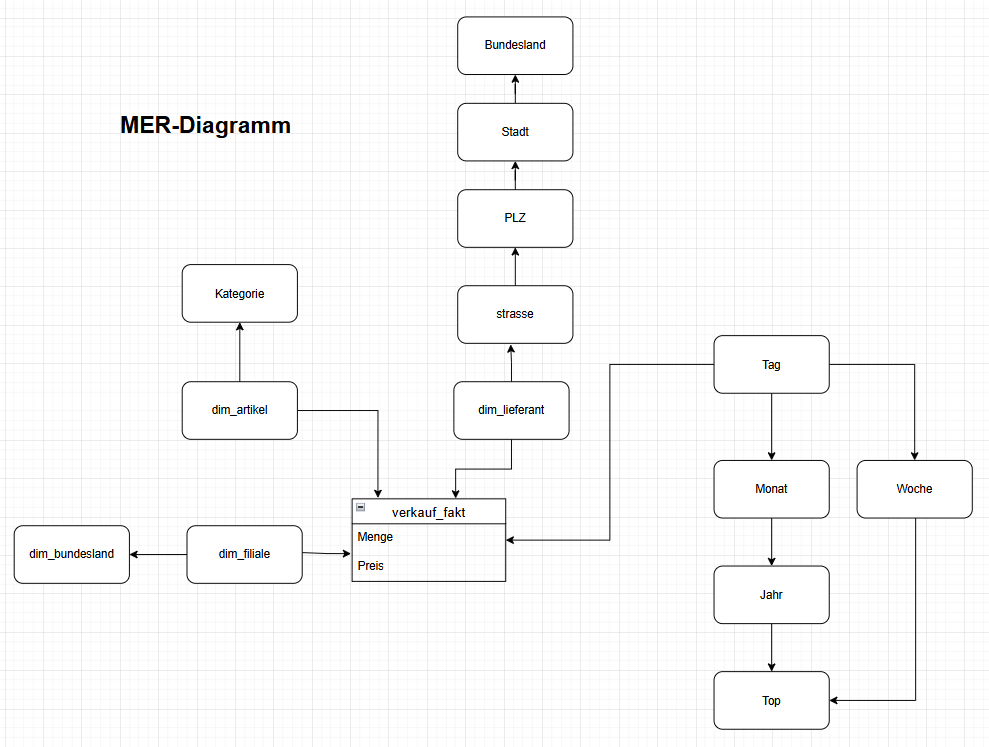 Bundesland
MER-Diagramm
Stadt
PLZ
Kategorie
strasse
Tag
dim_artikel
dim_lieferant
Monat
Woche
verkauf_fakt
Menge
dim_bundesland
dim_filiale
Preis
Jahr
Top